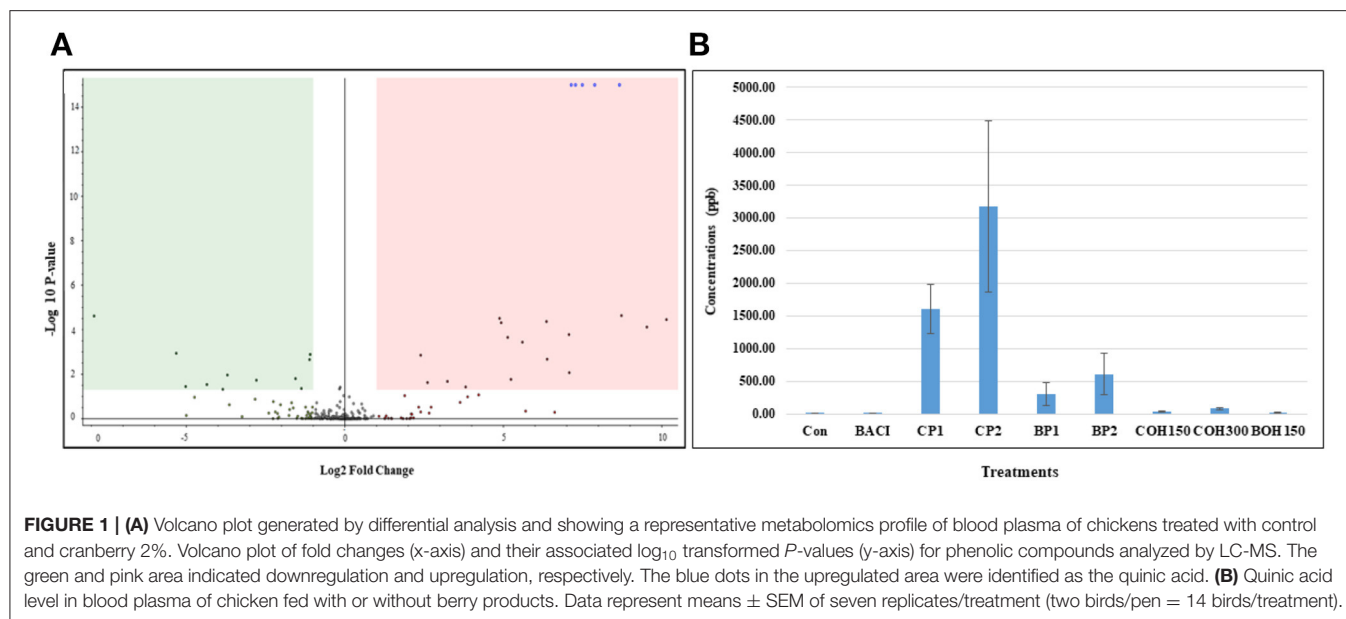 A
B
14
12
10
8
6
4
2
0
-Log 10 P-value
0 -5 0 5 10
Log2 Fold Change
5000.00
4500.00
4000.00
3500.00
3000.00
2500.00
2000.00
1500.00
1000.00
500.00
0.00
Concentrations (ppb)
Con BACI CP1 CP2 BP1 BP2 COH150 COH300 BOH150
Treatments
FIGURE 1 | (A) Volcano plot generated by differential analysis and showing a representative metabolomics profile of blood plasma of chickens treated with control
and cranberry 2%. Volcano plot of fold changes (x-axis) and their associated log10 transformed P-values (y-axis) for phenolic compounds analyzed by LC-MS. The
green and pink area indicated downregulation and upregulation, respectively. The blue dots in the upregulated area were identified as the quinic acid. (B) Quinic acid
level in blood plasma of chicken fed with or without berry products. Data represent means ± SEM of seven replicates/treatment (two birds/pen = 14 birds/treatment).